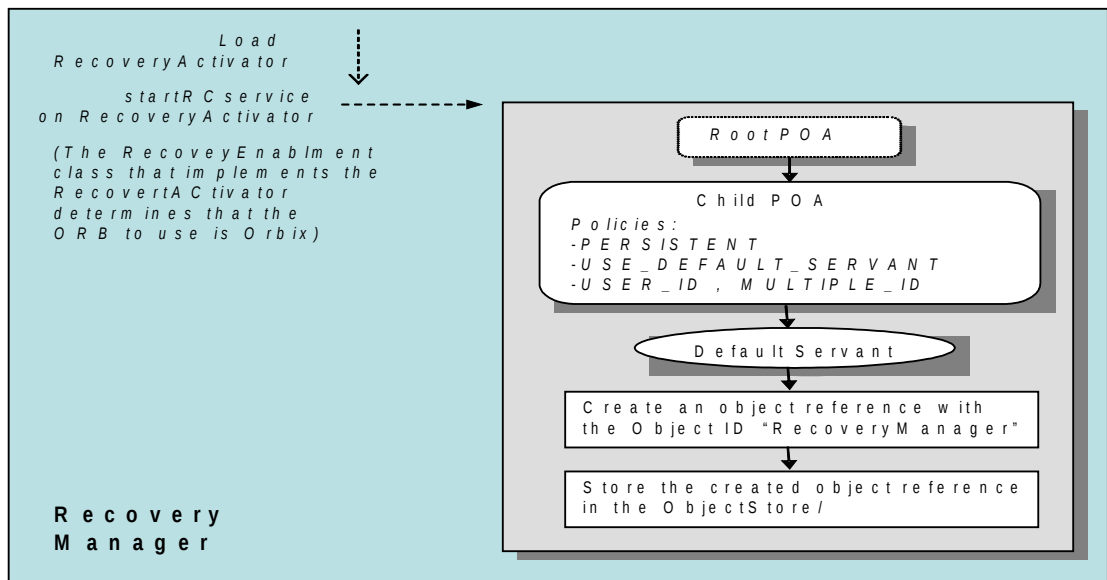 Load
RecoveryActivator
startRCservice
on RecoveryActivator
(The RecoveyEnablment
class that implements the
RecovertACtivator
determines that the
ORB to use is Orbix)
RootPOA
Child POA
Policies:
-PERSISTENT
-USE_DEFAULT_SERVANT
-USER_ID , MULTIPLE_ID
Default Servant
Create an object reference with
the ObjectID “RecoveryManager”
Store the created object reference
in the ObjectStore/
Recovery
Manager